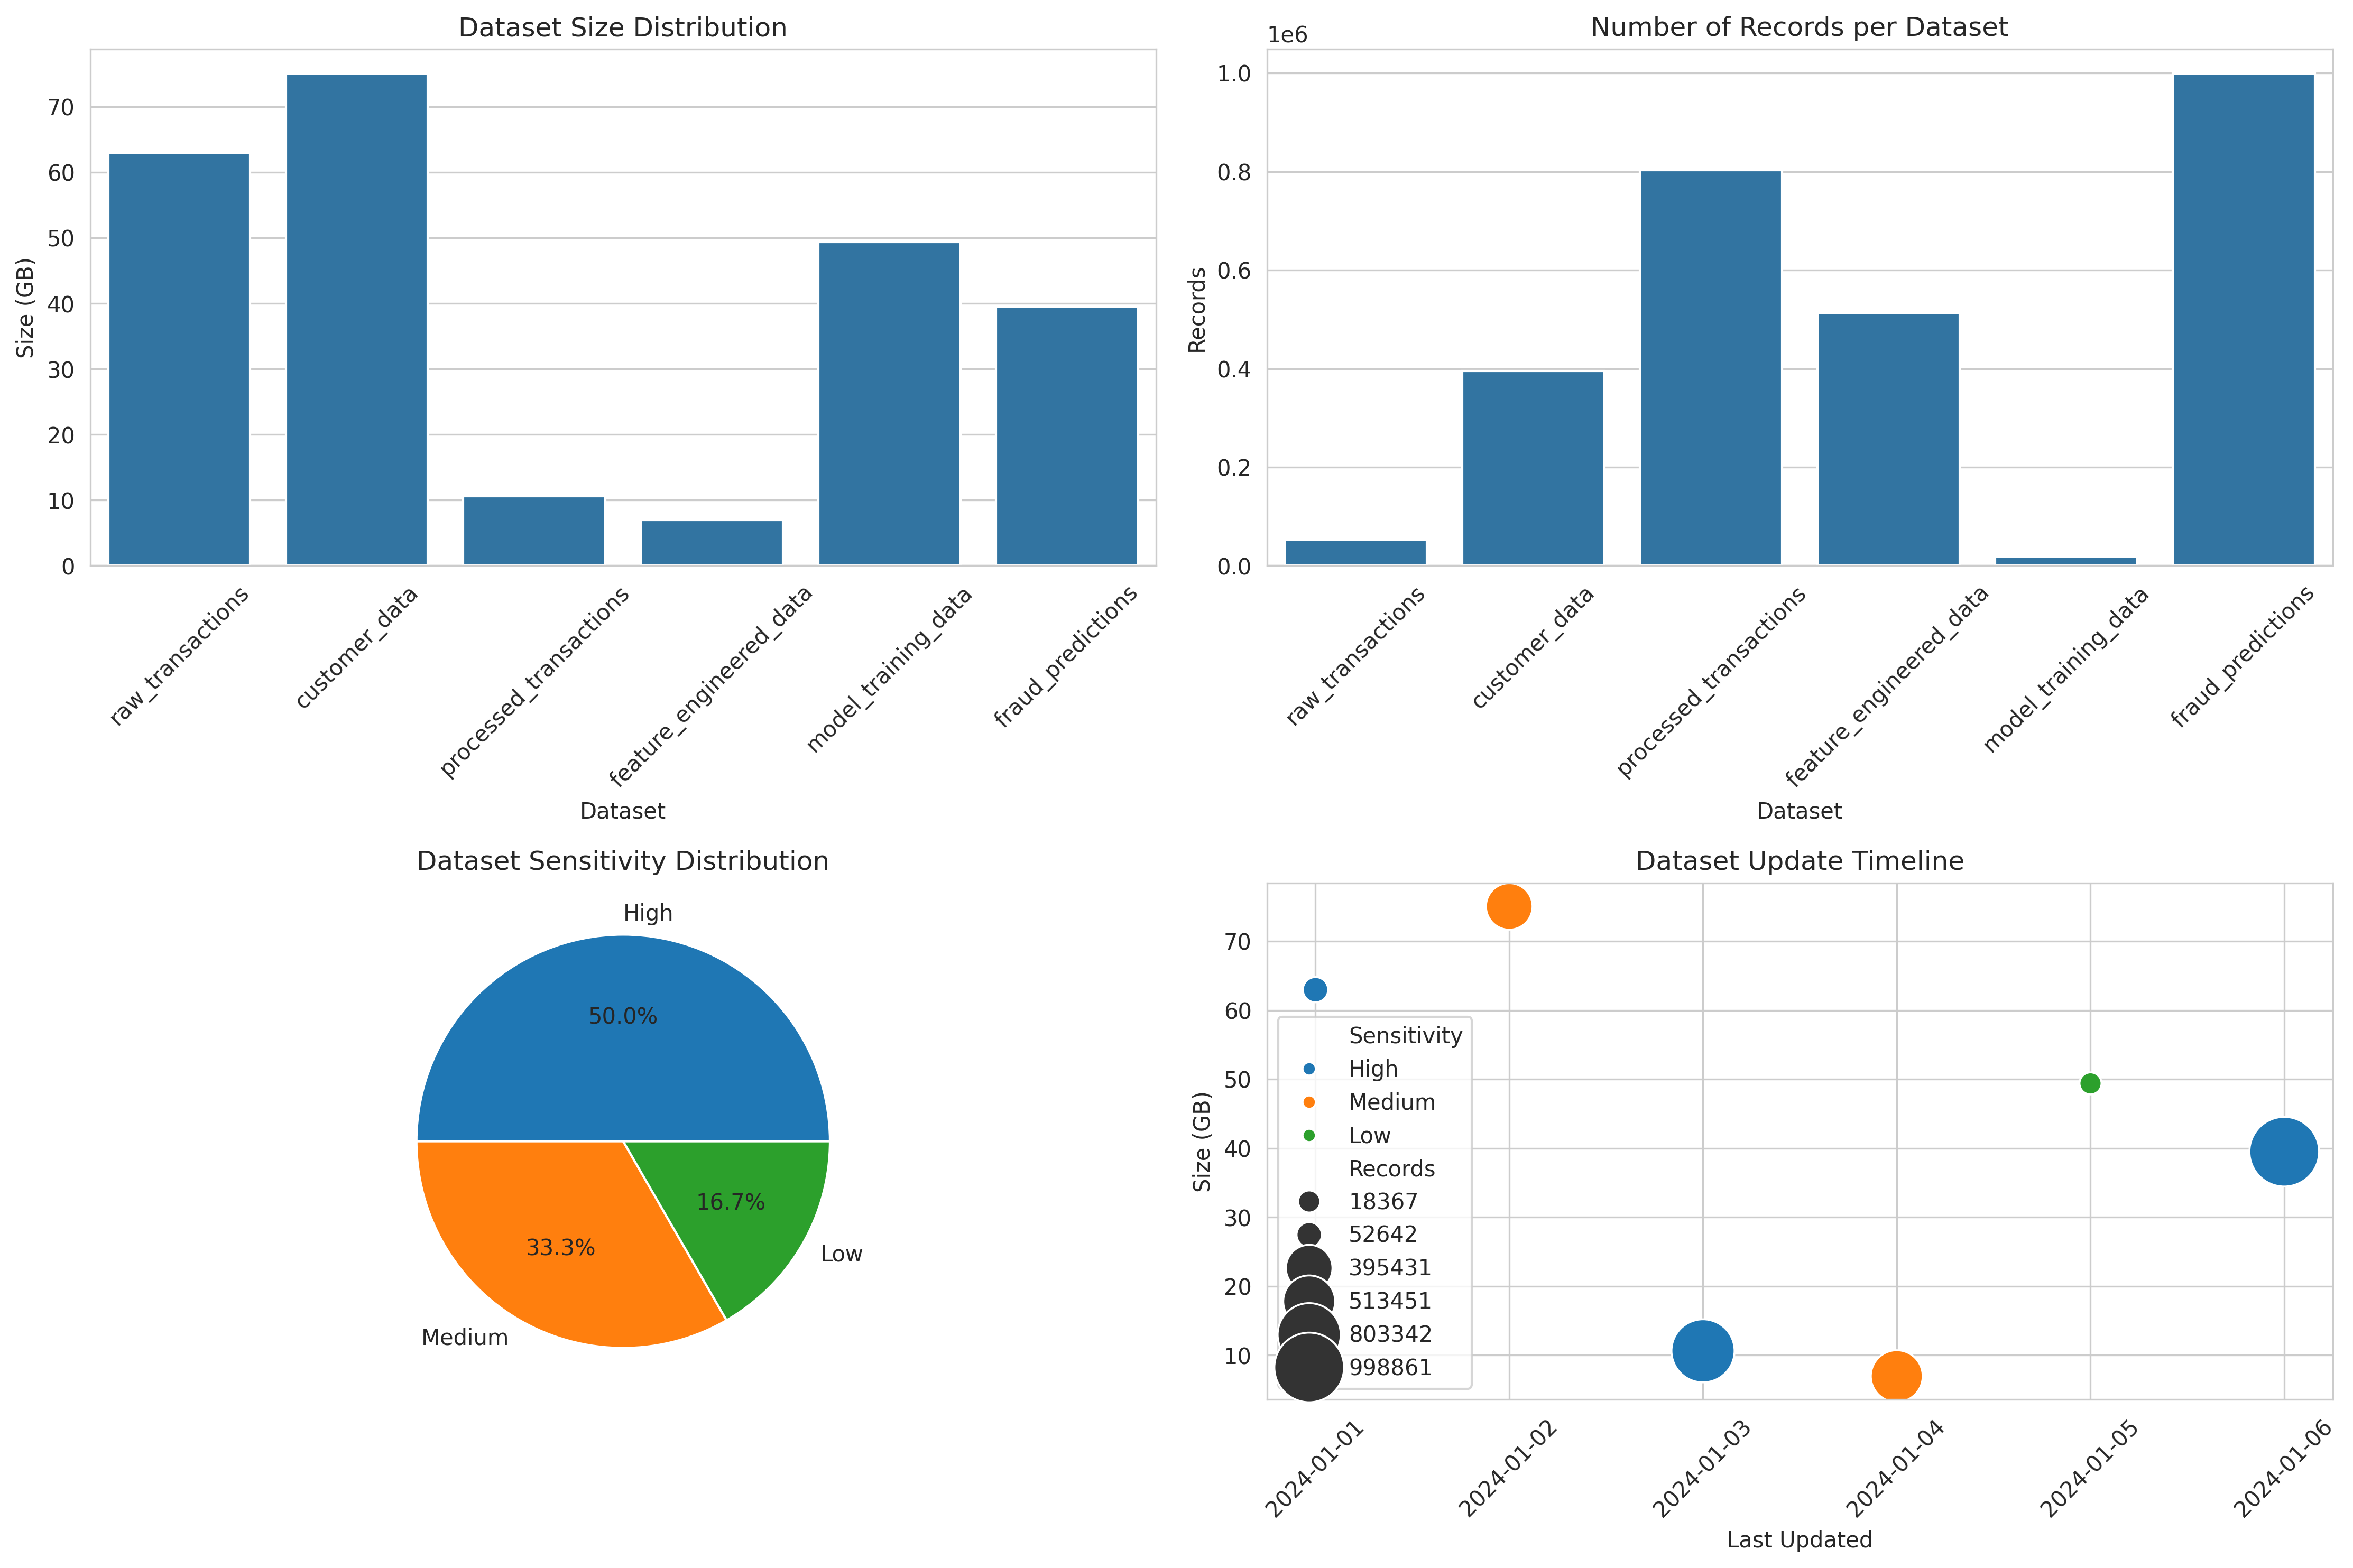 Dataset Size Distribution
Size (GB)
70
60
50
40
30
20
10
0
raw_transactions
customer_data
processed_transactions
feature_engineered_data
model_training_data
fraud_predictions
Dataset
Number of Records per Dataset
1e6
Records
1.0
0.8
0.6
0.4
0.2
0.0
raw_transactions
customer_data
processed_transactions
feature_engineered_data
model_training_data
fraud_predictions
Dataset
Dataset Sensitivity Distribution
High
50.0%
33.3%
16.7%
Low
Medium
Dataset Update Timeline
Size (GB)
70
60
50
40
30
20
10
Sensitivity
High
Medium
Low
Records
18367
52642
395431
513451
803342
998861
2024-01-01
2024-01-02
2024-01-03
2024-01-04
2024-01-05
2024-01-06
Last Updated